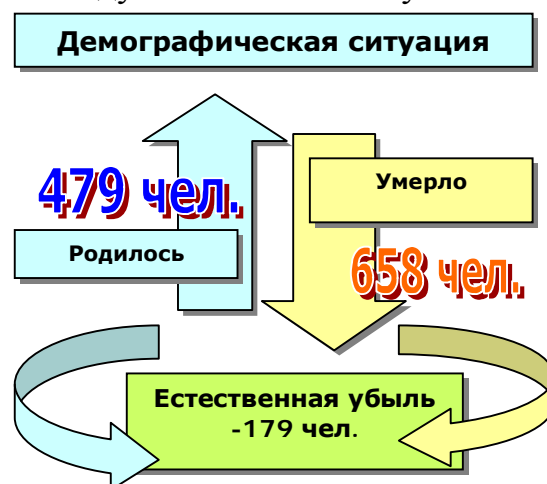 Демографическая ситуация
479 чел.
Родилось
Умерло
658 чел.
Естественная убыль
-179 чел.